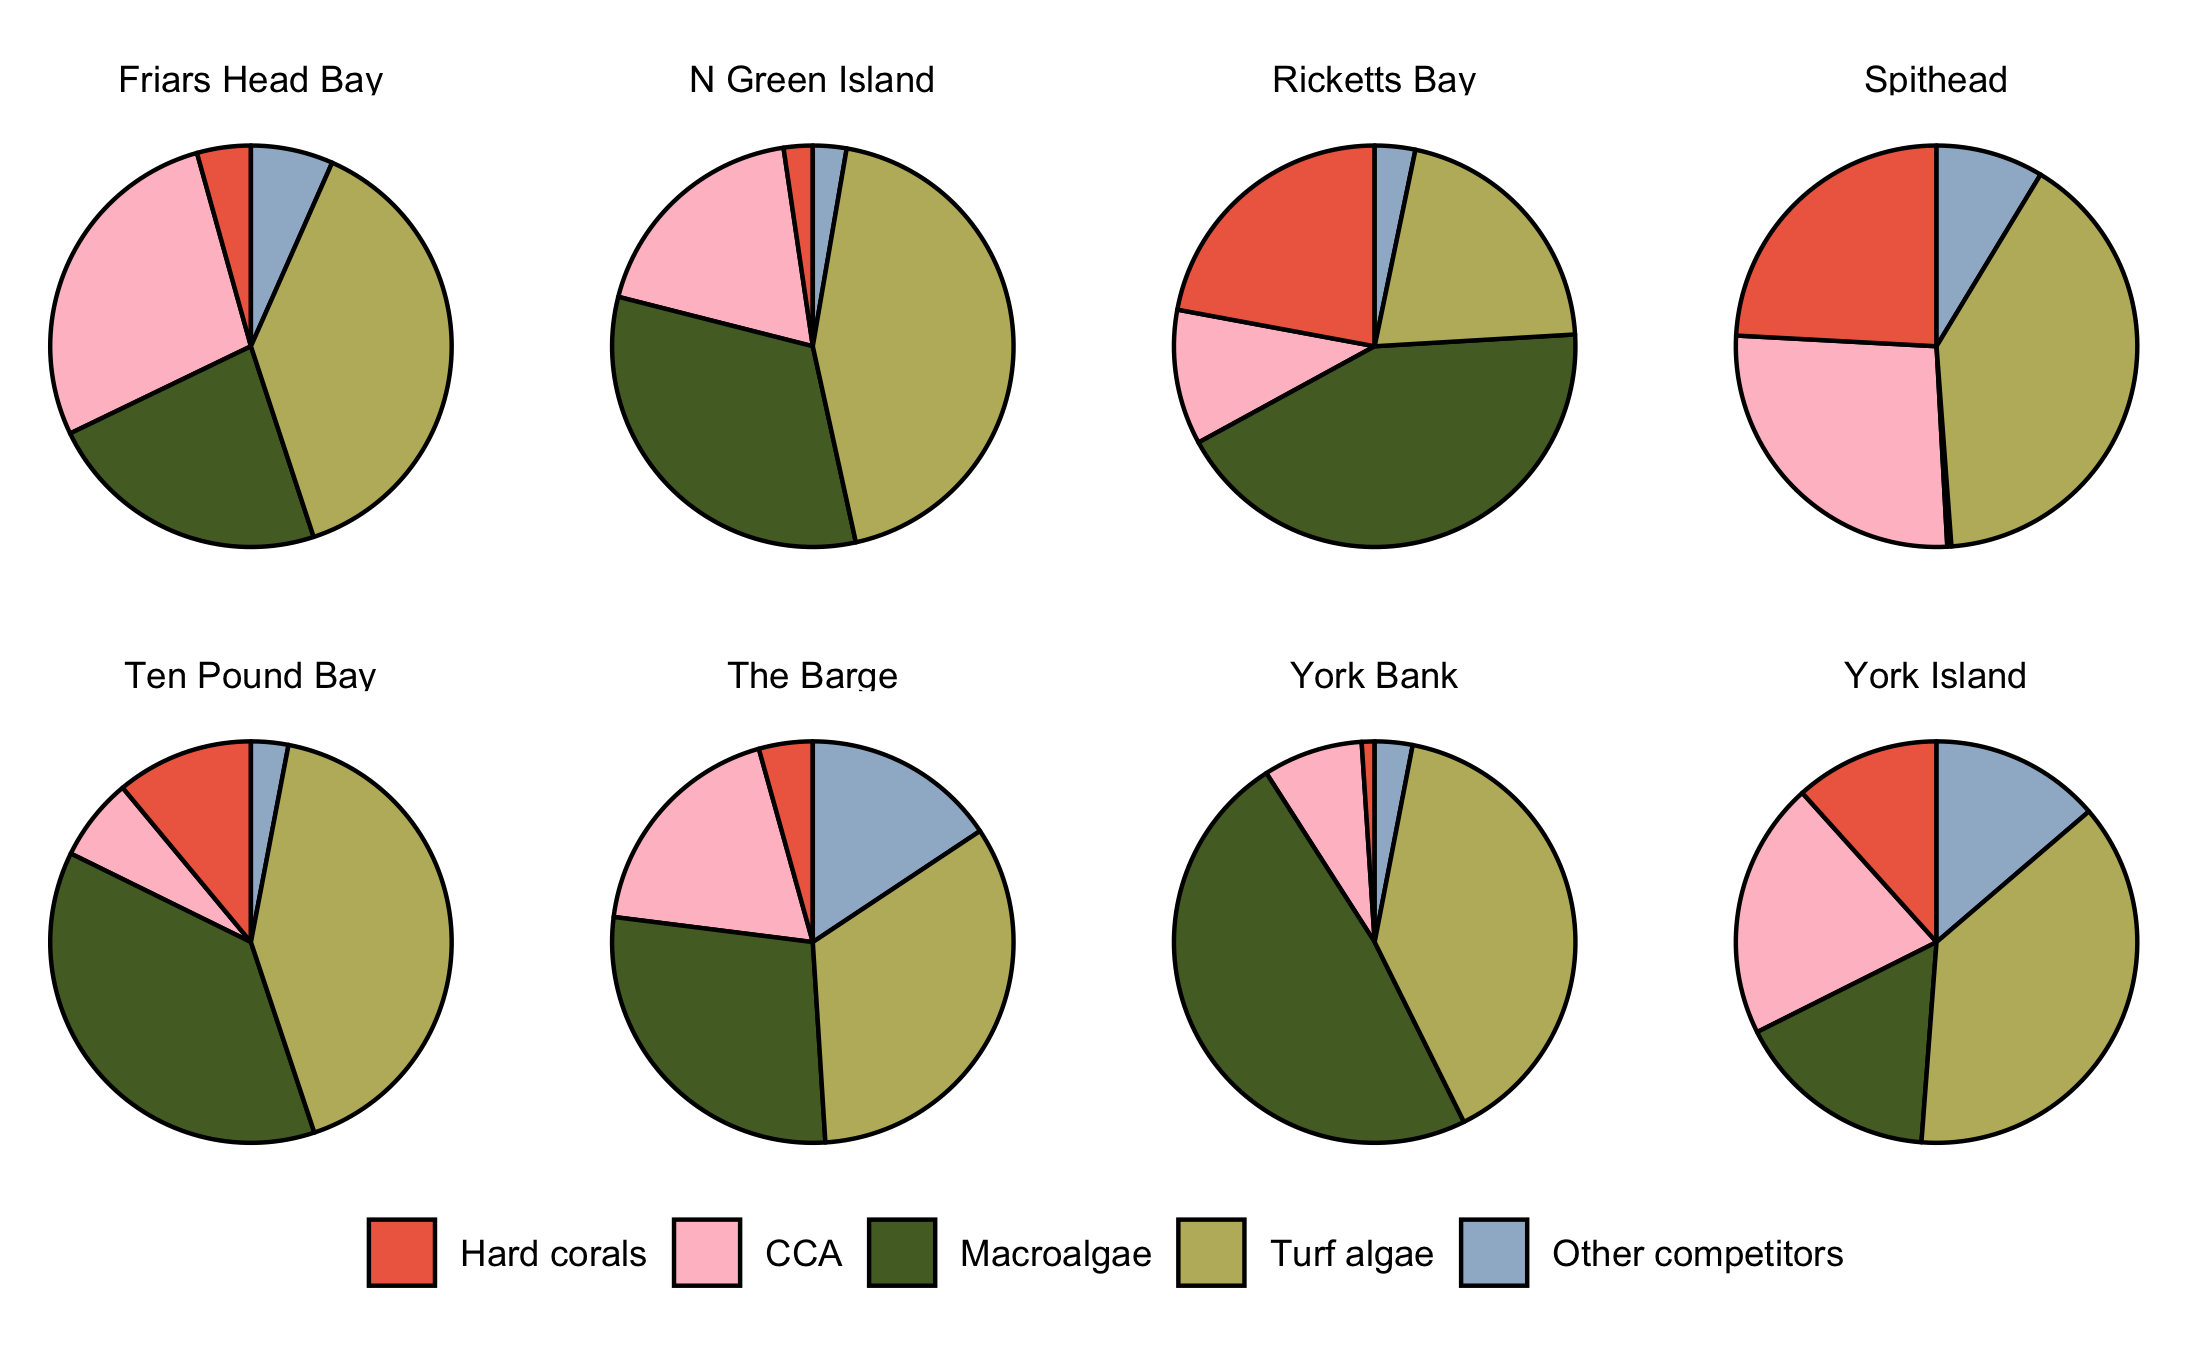 Friars Head Bay
N Green Island
Ricketts Bay
Spithead
Ten Pound Bay
The Barge
York Bank
York Island
Hard corals
CCA
Macroalgae
Turf algae
Other competitors